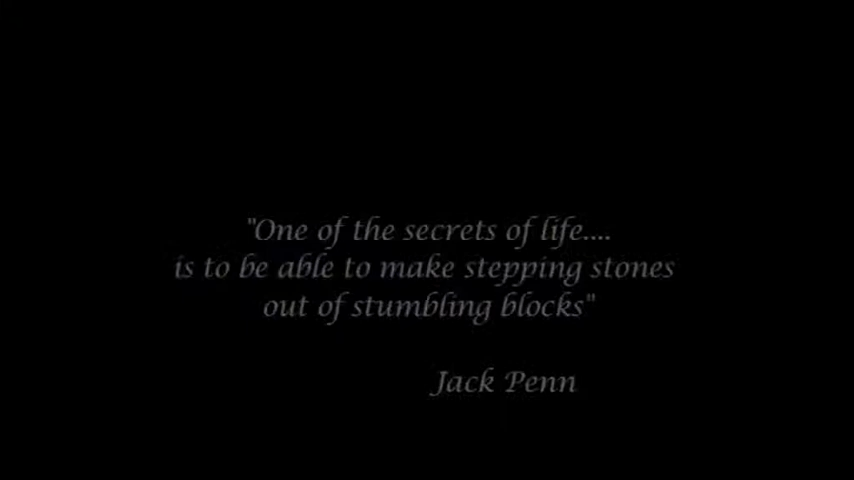 "One of the secrets of life....
is to be able to make stepping stones
out of stumbling blocks"
Jack Penn